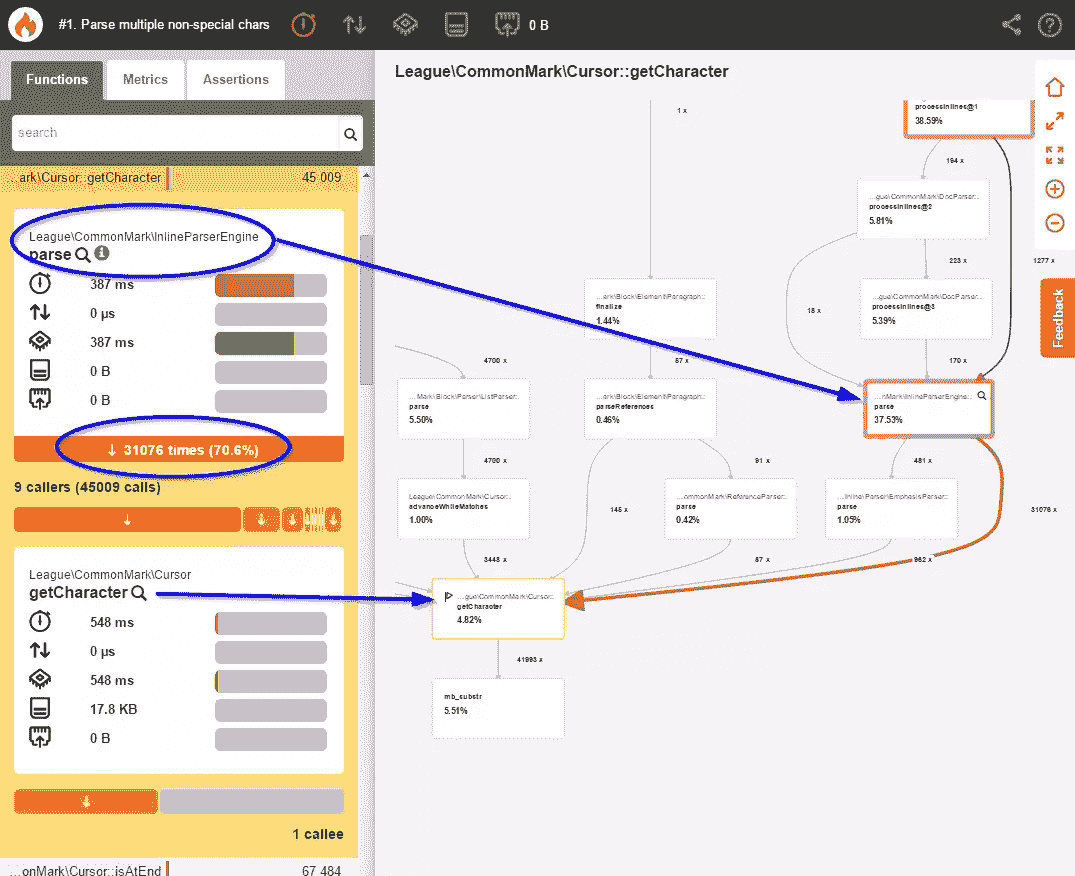 #1. Parse multiple non-special chars
0 B
Functions
Metrics
Assertions
search
...ark\Cursor::getCharacter
45 009
League\CommonMark\InlineParserEngine
parse
387 ms
0 µs
387 ms
0 B
0 B
↓ 31076 times (70.6%)
9 callers (45009 calls)
League\CommonMark\Cursor
getCharacter
548 ms
0 µs
548 ms
17.8 KB
0 B
1 callee
...onMark\Cursor::isAtEnd
67 484
League\CommonMark\Cursor::getCharacter
1 x
processInlines@1
38.59%
194 x
...gue\CommonMark\DocParser::
processInlines@2
5.81%
223 x
1277 x
...ark\Block\Element\Paragraph::
finalize
1.44%
18 x
...gue\CommonMark\DocParser::
processInlines@3
5.39%
Feedback
4700 x
87 x
170 x
...Mark\Block\Parser\ListParser::
parse
5.50%
...ark\Block\Element\Paragraph::
parseReferences
0.46%
...nMark\InlineParserEngine::
parse
37.53%
4700 x
91 x
481 x
League\CommonMark\Cursor::
advanceWhileMatches
1.00%
145 x
...ommonMark\ReferenceParser::
parse
0.42%
...Inline\Parser\EmphasisParser::
parse
1.05%
31076 x
3448 x
87 x
962 x
...gue\CommonMark\Cursor::
getCharacter
4.82%
41993 x
mb_substr
5.51%